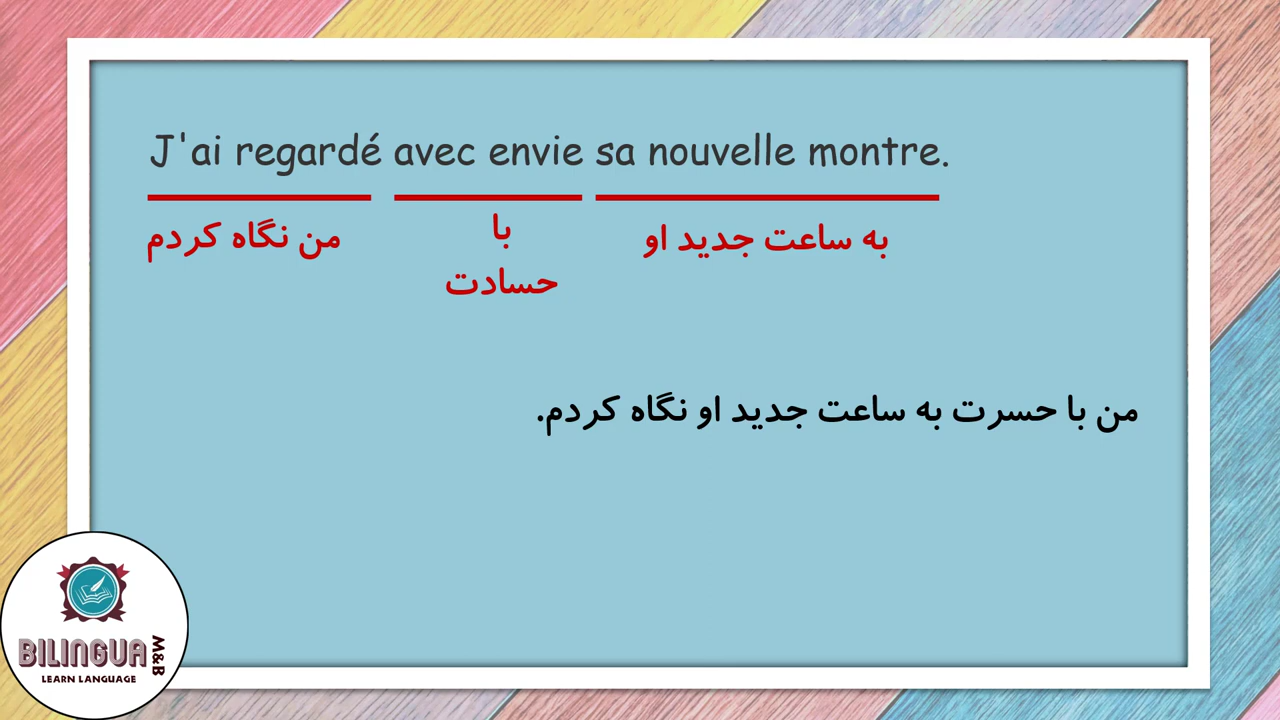 J'ai regardé avec envie sa nouvelle montre.
من نگاه کردم
با
حسادت
به ساعت جدید او
من با حسرت به ساعت جدید او نگاه کردم.
BILINGUA
M&B
LEARN LANGUAGE